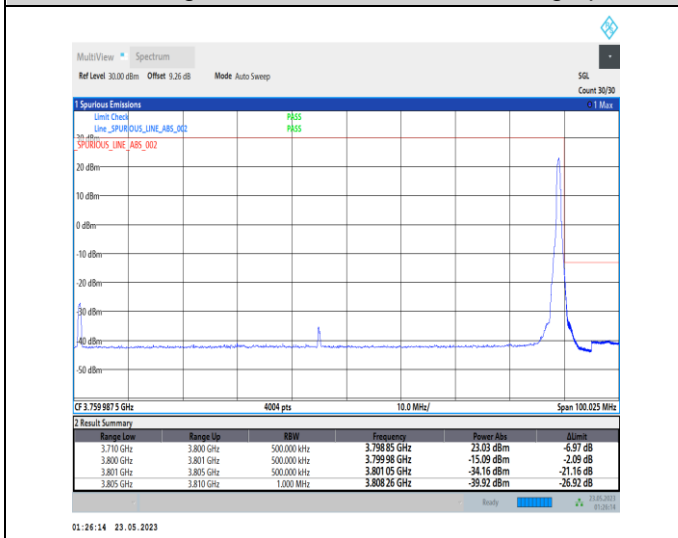 MultiView Spectrum
Ref Level 30.00 dBm Offset 9.26 dB Mode Auto Sweep SGL
Count 30/30
1 Spurious Emissions 1 Max
Limit Check PASS
Line _SPURIOUS_LINE_ABS_002 PASS
30 dBm
_SPURIOUS_LINE_ABS_002
20 dBm
10 dBm
0 dBm
-10 dBm
-20 dBm
-30 dBm
-40 dBm
-50 dBm
CF 3.759 987 5 GHz 4004 pts 10.0 MHz/ Span 100.025 MHz
2 Result Summary
Range Low Range Up RBW Frequency Power Abs ΔLimit
3.710 GHz 3.800 GHz 500.000 kHz 3.798 85 GHz 23.03 dBm -6.97 dB
3.800 GHz 3.801 GHz 500.000 kHz 3.799 98 GHz -15.09 dBm -2.09 dB
3.801 GHz 3.805 GHz 500.000 kHz 3.801 05 GHz -34.16 dBm -21.16 dB
3.805 GHz 3.810 GHz 1.000 MHz 3.808 26 GHz -39.92 dBm -26.92 dB
Ready 23.05.2023
01:26:14
01:26:14 23.05.2023